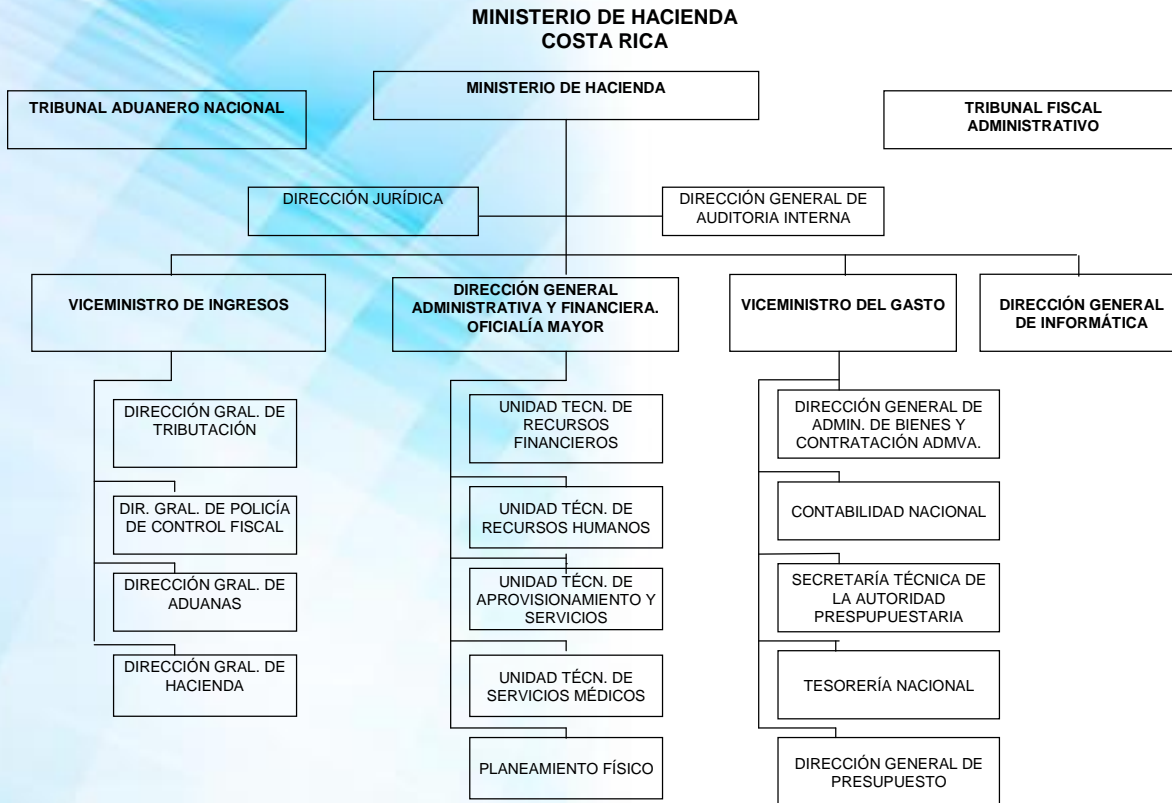 MINISTERIO DE HACIENDA
COSTA RICA
TRIBUNAL ADUANERO NACIONAL
MINISTERIO DE HACIENDA
TRIBUNAL FISCAL
ADMINISTRATIVO
DIRECCIÓN JURÍDICA
DIRECCIÓN GENERAL DE
AUDITORIA INTERNA
VICEMINISTRO DE INGRESOS
DIRECCIÓN GENERAL
ADMINISTRATIVA Y FINANCIERA.
OFICIALÍA MAYOR
VICEMINISTRO DEL GASTO
DIRECCIÓN GENERAL
DE INFORMÁTICA
DIRECCIÓN GRAL. DE
TRIBUTACIÓN
DIR. GRAL. DE POLICÍA
DE CONTROL FISCAL
DIRECCIÓN GRAL. DE
ADUANAS
DIRECCIÓN GRAL. DE
HACIENDA
UNIDAD TECN. DE
RECURSOS
FINANCIEROS
UNIDAD TÉCN. DE
RECURSOS HUMANOS
UNIDAD TÉCN. DE
APROVISIONAMIENTO Y
SERVICIOS
UNIDAD TÉCN. DE
SERVICIOS MÉDICOS
PLANEAMIENTO FÍSICO
DIRECCIÓN GENERAL DE
ADMIN. DE BIENES Y
CONTRATACIÓN ADMVA.
CONTABILIDAD NACIONAL
SECRETARÍA TÉCNICA DE
LA AUTORIDAD
PRESPUPUESTARIA
TESORERÍA NACIONAL
DIRECCIÓN GENERAL DE
PRESUPUESTO